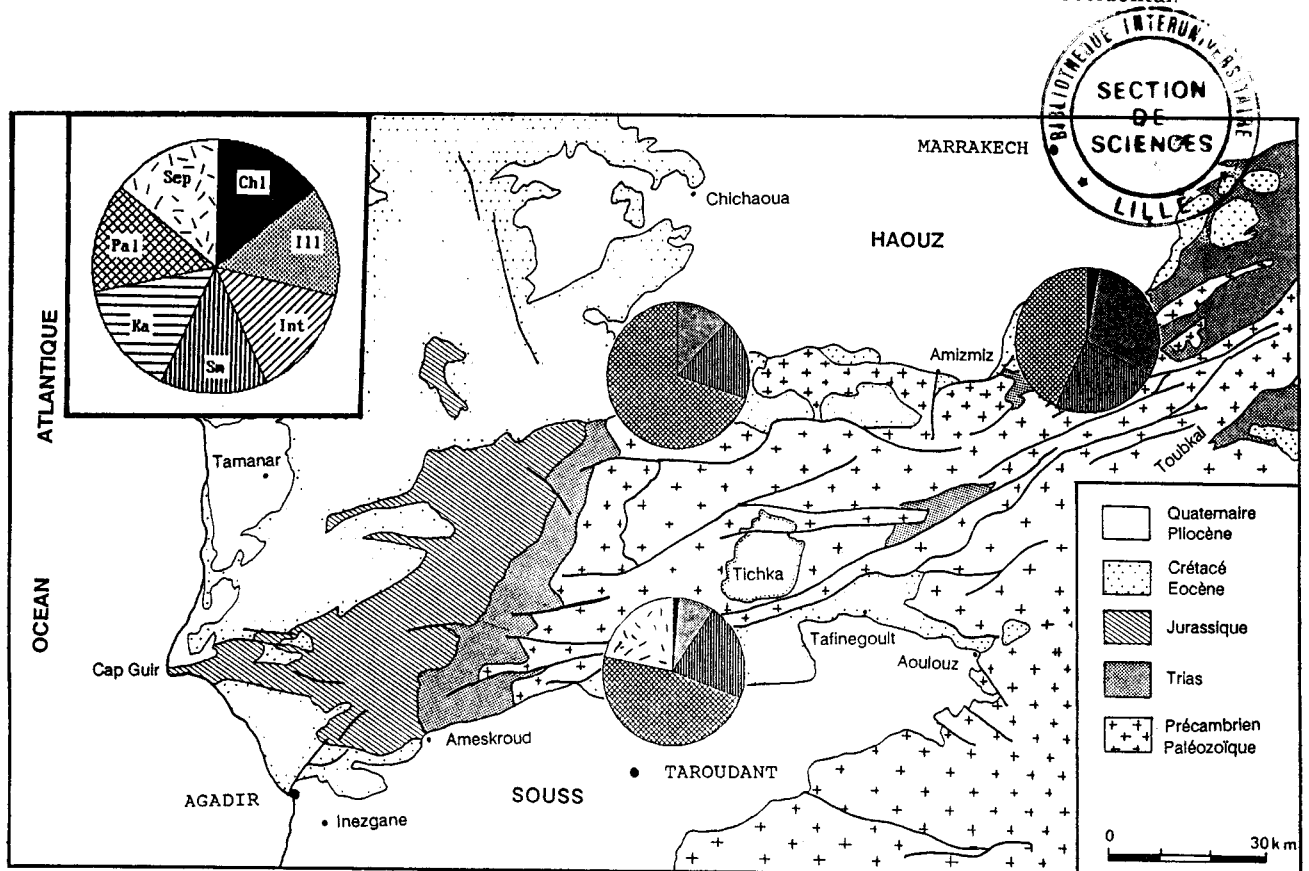 BIBLIOTHEQUE INTERUNIVERSITAIRE
SECTION
DE
SCIENCES
LILLE
MARRAKECH
Sep
Chl
Pal
Ill
Ka
Int
Sm
Chichaoua
HAOUZ
ATLANTIQUE
OCEAN
Amizmiz
Tamanar
Toubkal
Tichka
Tafinegoult
Aoulouz
Cap Guir
Ameskroud
TAROUDANT
AGADIR
SOUSS
Inezgane
Quaternaire
Pliocène
Crétacé
Eocène
Jurassique
Trias
Précambrien
Paléozoïque
0 30 km